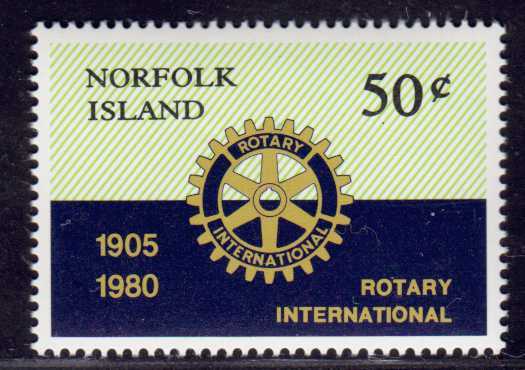 NORFOLK
ISLAND
50¢
ROTARY
INTERNATIONAL
1905
1980
ROTARY
INTERNATIONAL